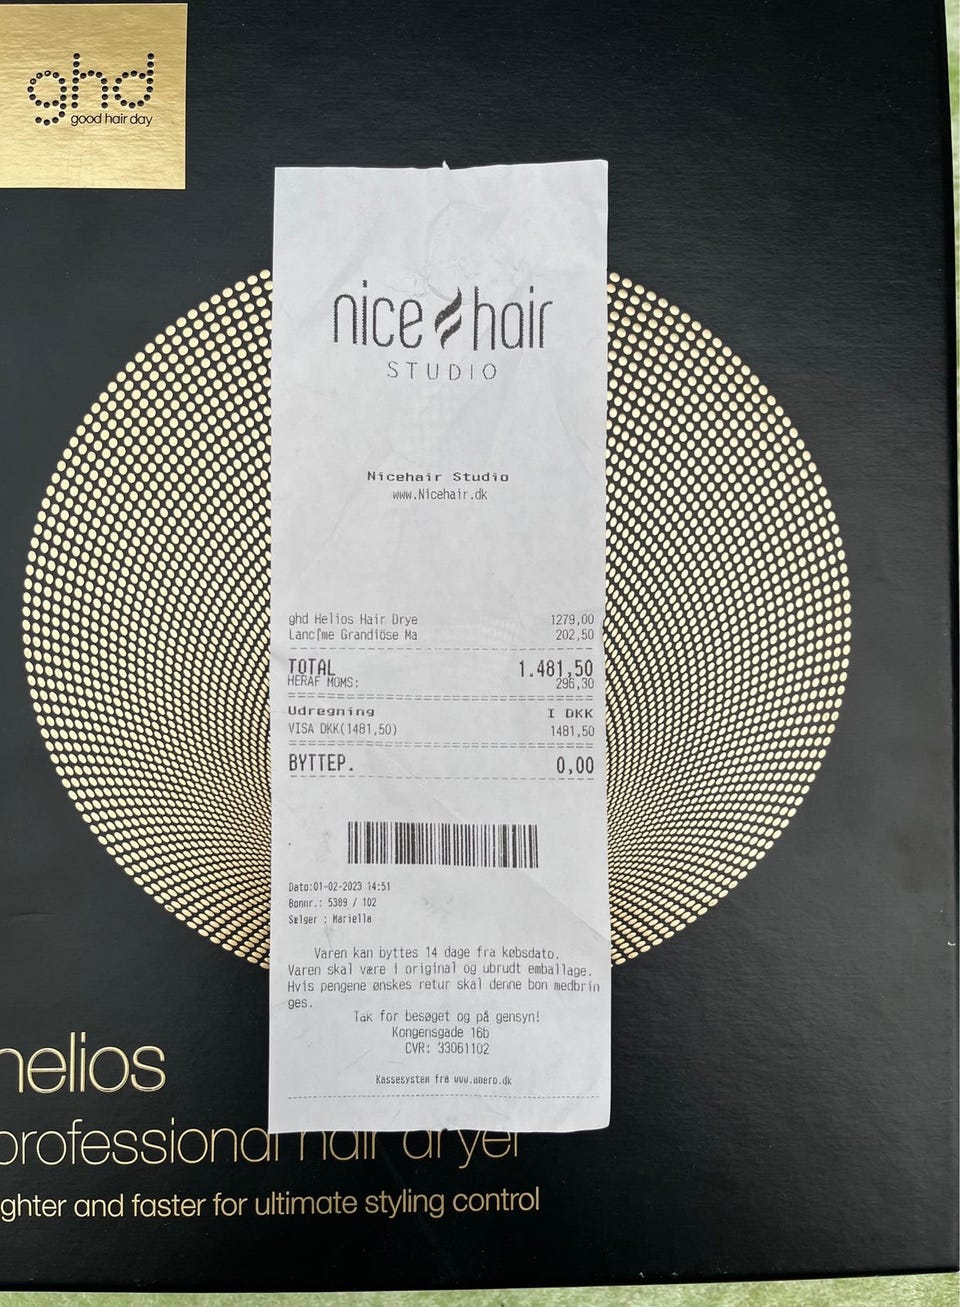 ghd
good hair day
nice hair
STUDIO
Nicehair Studio
www.Nicehair.dk
ghd Helios Hair Drye 1279,00
Lanc⌈me Grandiöse Ma 202,50
TOTAL 1.481,50
HERAF MOMS: 296,30
Udregning I DKK
VISA DKK(1481,50) 1481,50
BYTTEP. 0,00
Dato:01-02-2023 14:51
Bonnr.: 5389 / 102
Sælger : Mariella
Varen kan byttes 14 dage fra købsdato.
Varen skal være i original og ubrudt emballage.
Hvis pengene ønskes retur skal denne bon medbrin
ges.
Tak for besøget og på gensyn!
Kongensgade 16b
CVR: 33061102
Kassesystem fra www.anero.dk
helios
professional hair dryer
ghter and faster for ultimate styling control